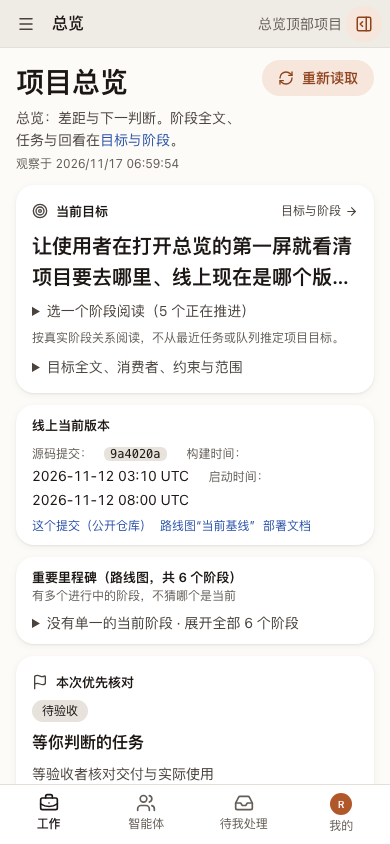 总览
总览顶部项目
项目总览
重新读取
总览：差距与下一判断。阶段全文、
任务与回看在目标与阶段。
观察于 2026/11/17 06:59:54
当前目标
目标与阶段 →
让使用者在打开总览的第一屏就看清
项目要去哪里、线上现在是哪个版...
▶ 选一个阶段阅读（5 个正在推进）
按真实阶段关系阅读，不从最近任务或队列推定项目目标。
▶ 目标全文、消费者、约束与范围
线上当前版本
源码提交： 9a4020a 构建时间：
2026-11-12 03:10 UTC 启动时间：
2026-11-12 08:00 UTC
这个提交（公开仓库） 路线图“当前基线” 部署文档
重要里程碑（路线图，共 6 个阶段）
有多个进行中的阶段，不猜哪个是当前
▶ 没有单一的当前阶段 · 展开全部 6 个阶段
本次优先核对
待验收
等你判断的任务
等验收者核对交付与实际使用
工作
智能体
待我处理
R
我的